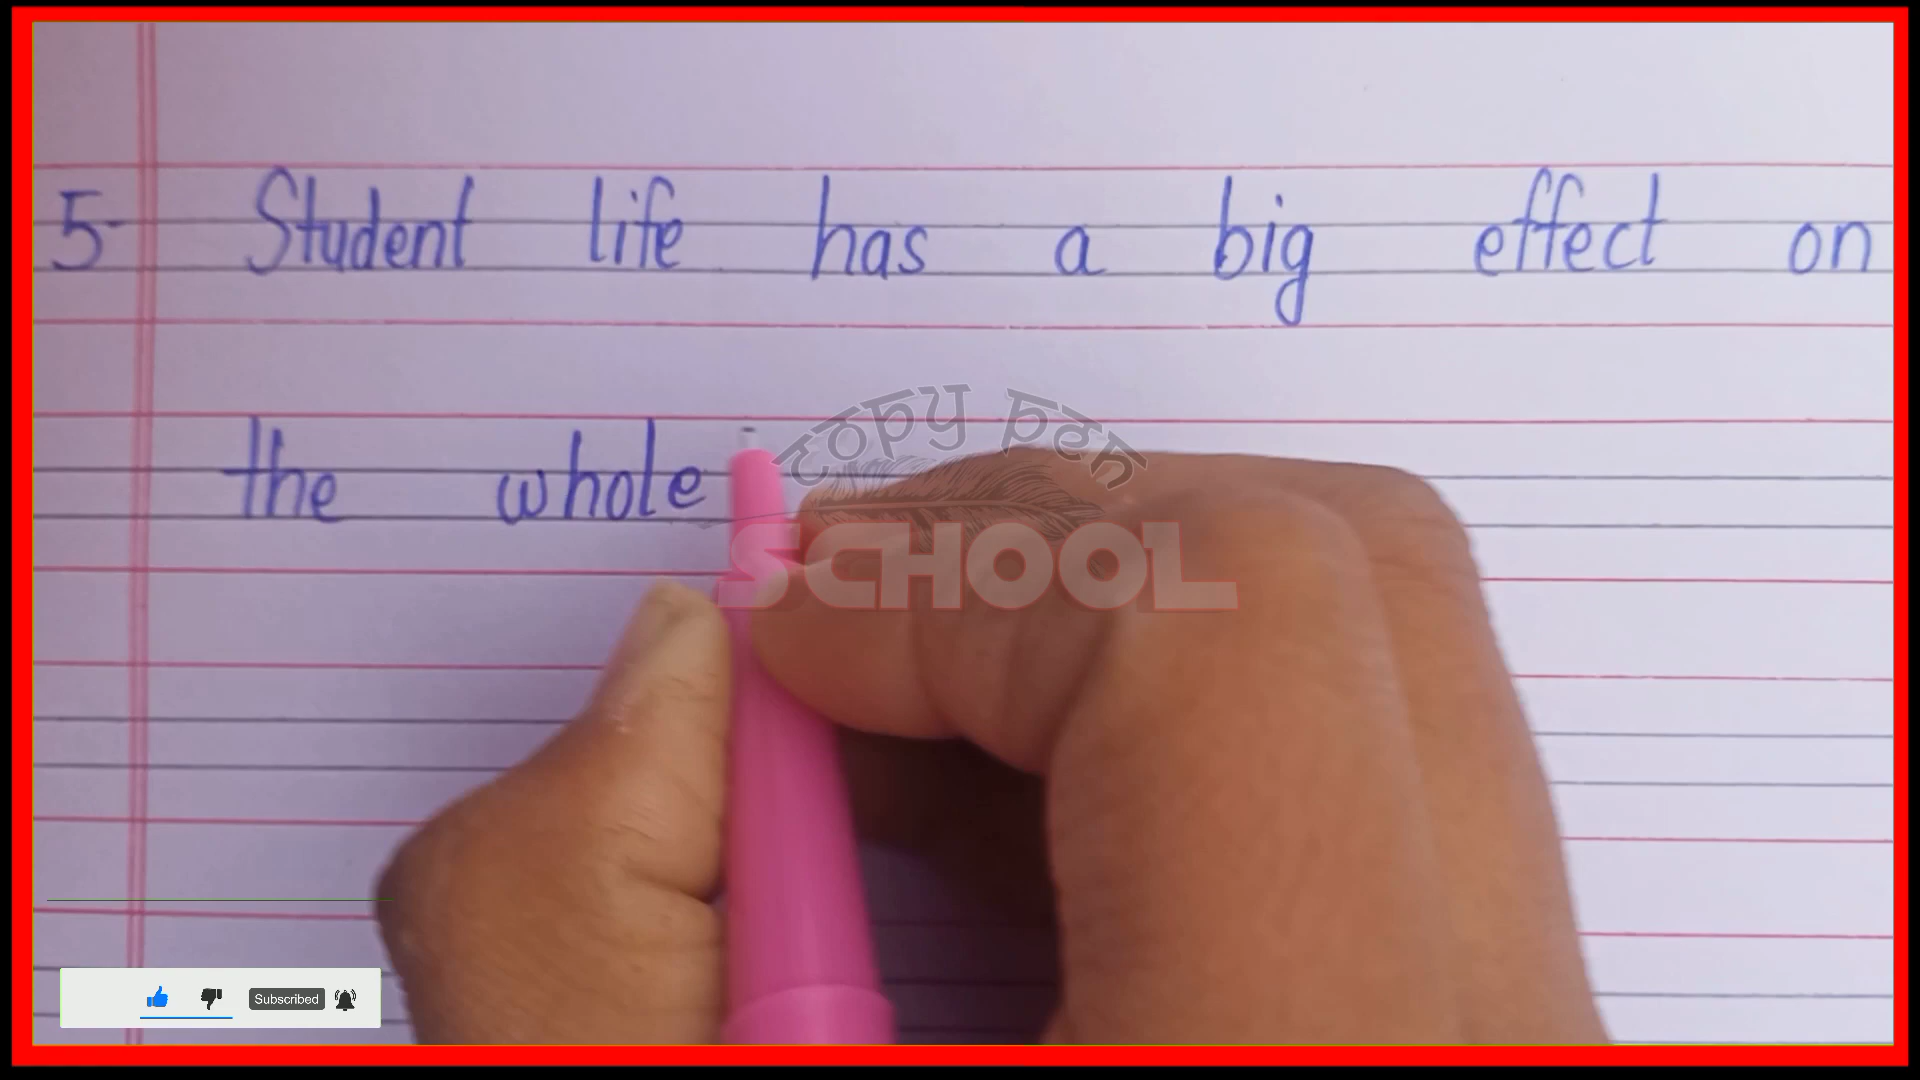 5- Student life has a big effect on
the whole
copy pen
SCHOOL
Subscribed